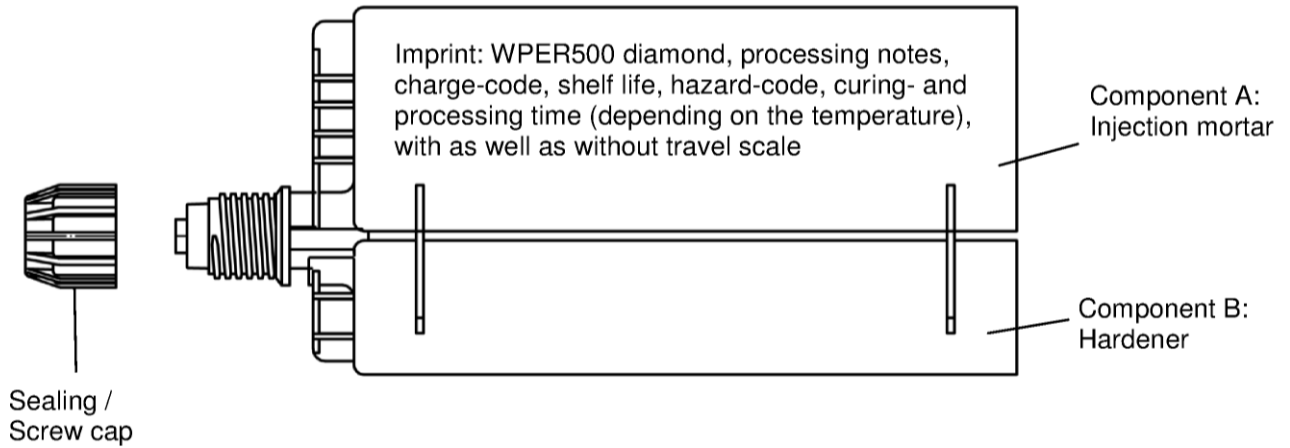 Imprint: WPER500 diamond, processing notes,
charge-code, shelf life, hazard-code, curing- and
processing time (depending on the temperature),
with as well as without travel scale
Component A:
Injection mortar
Component B:
Hardener
Sealing /
Screw cap